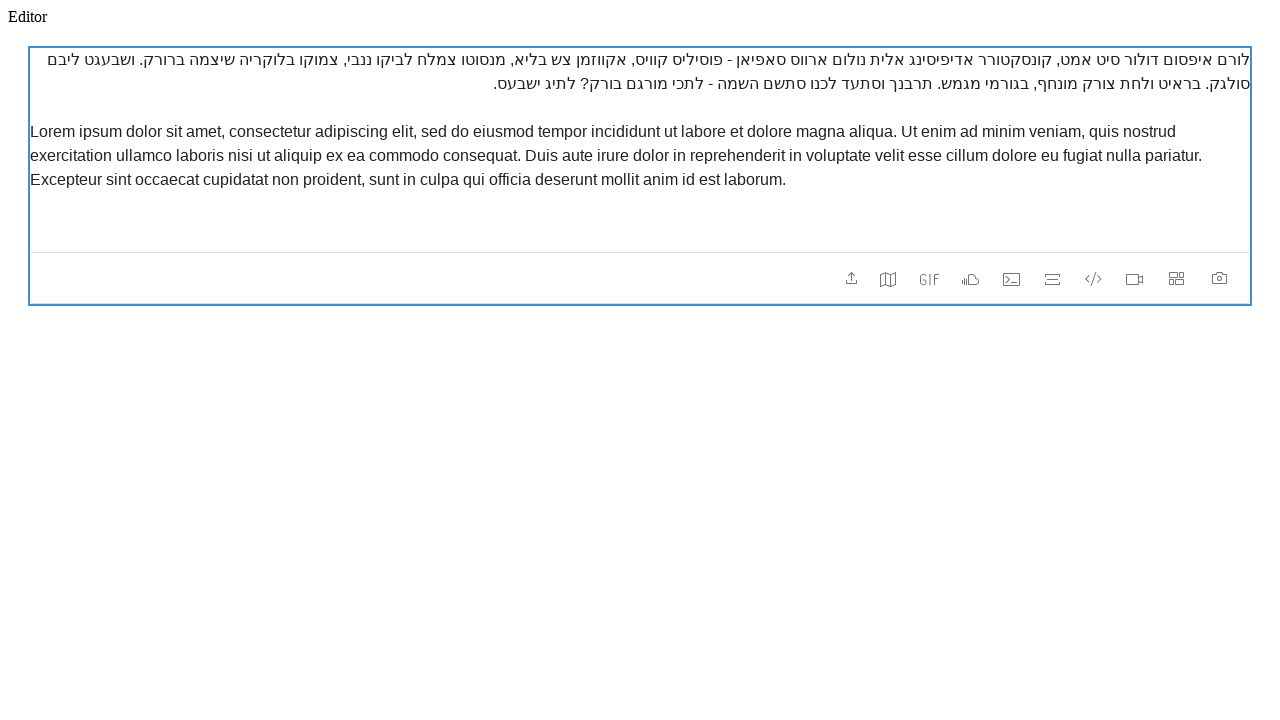 Editor
לורם איפסום דולור סיט אמט, קונסקטורר אדיפיסינג אלית נולום ארווס סאפיאן - פוסיליס קוויס, אקווזמן צש בליא, מנסוטו צמלח לביקו ננבי, צמוקו בלוקריה שיצמה ברורק. ושבעגט ליבם
סולגק. בראיט ולחת צורק מונחף, בגורמי מגמש. תרבנך וסתעד לכנו סתשם השמה - לתכי מורגם בורק? לתיג ישבעס.
Lorem ipsum dolor sit amet, consectetur adipiscing elit, sed do eiusmod tempor incididunt ut labore et dolore magna aliqua. Ut enim ad minim veniam, quis nostrud
exercitation ullamco laboris nisi ut aliquip ex ea commodo consequat. Duis aute irure dolor in reprehenderit in voluptate velit esse cillum dolore eu fugiat nulla pariatur.
Excepteur sint occaecat cupidatat non proident, sunt in culpa qui officia deserunt mollit anim id est laborum.
GIF